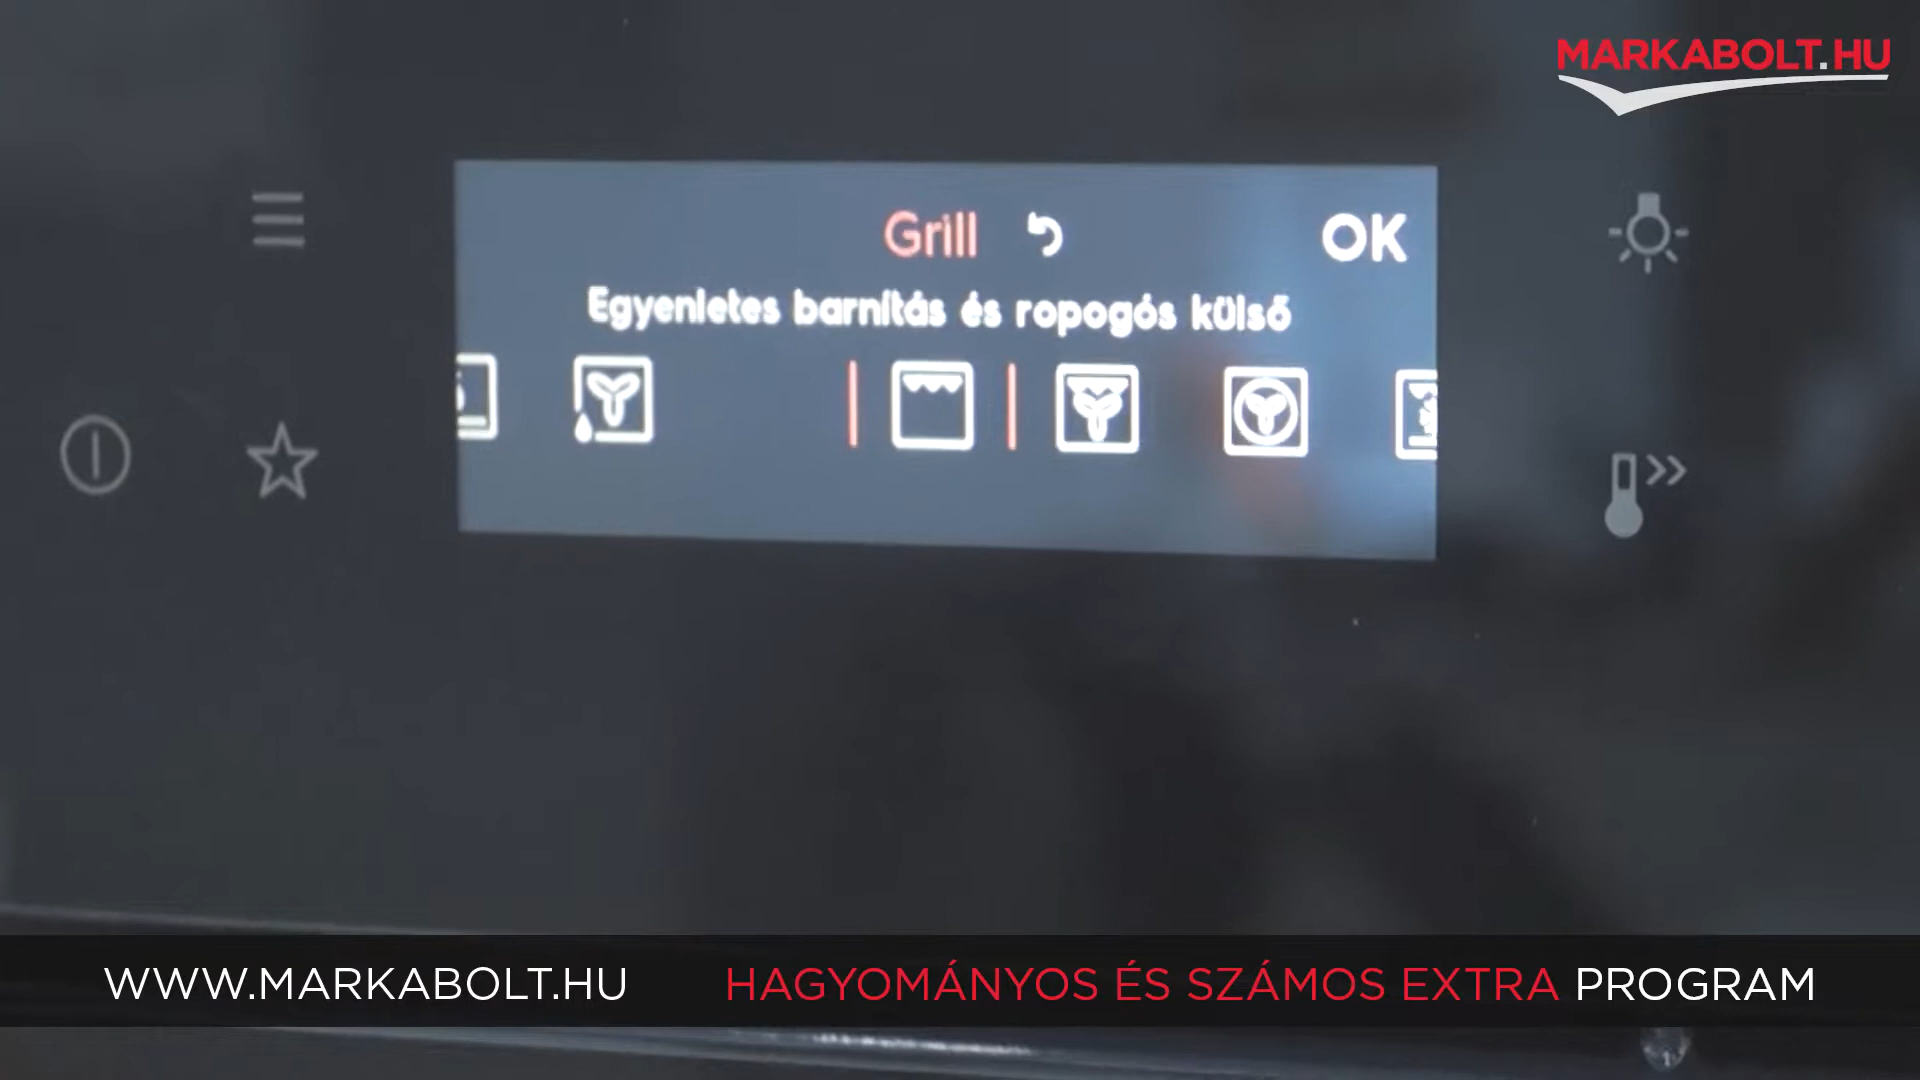 MARKABOLT.HU
Grill
OK
Egyenletes barnítás és ropogós külső
WWW.MARKABOLT.HU
HAGYOMÁNYOS ÉS SZÁMOS EXTRA PROGRAM